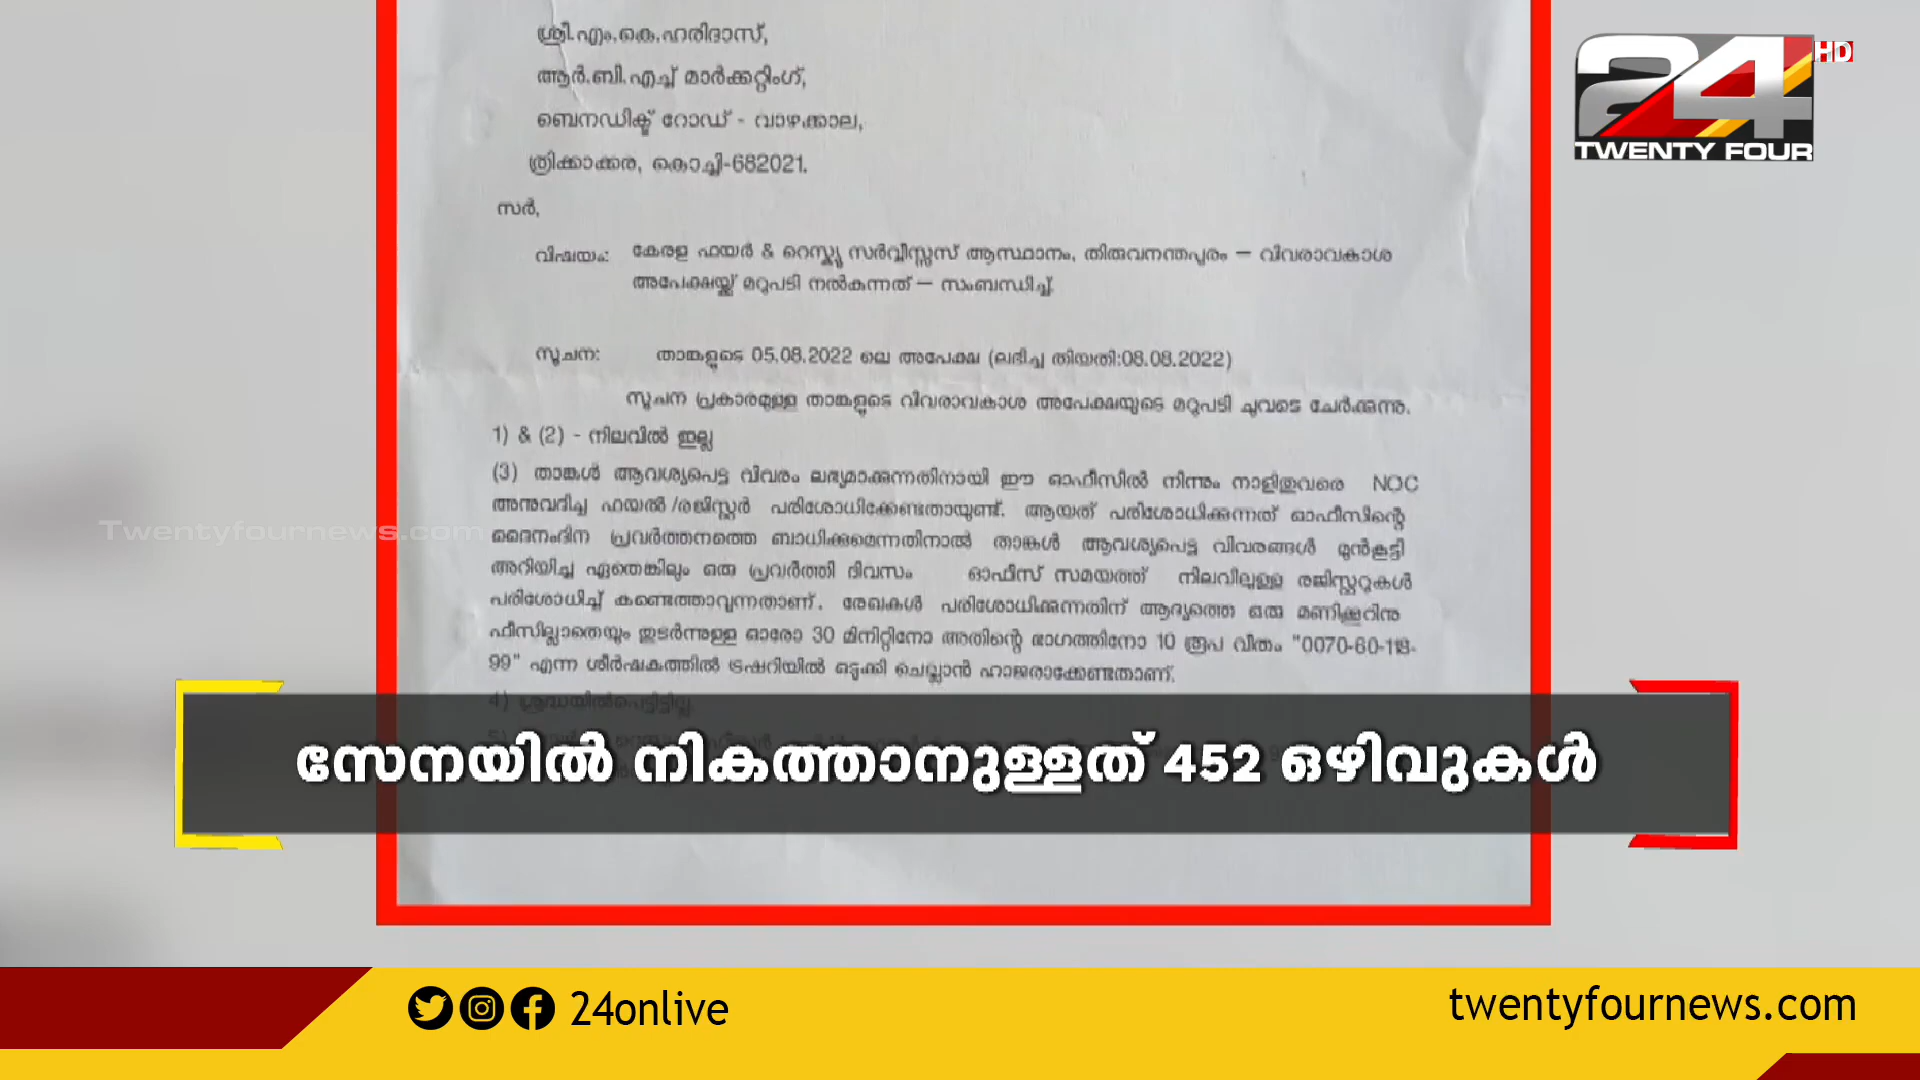 ശ്രീ.എം.കെ.ഹരിദാസ്,
ആർ.ബി.എച്ച് മാർക്കറ്റിംഗ്,
ബെനഡിക്ട് റോഡ് - വാഴക്കാല,
തൃക്കാക്കര, കൊച്ചി-682021.
സർ,
വിഷയം: കേരള ഫയർ & റെസ്ക്യൂ സർവ്വീസ്സസ് ആസ്ഥാനം, തിരുവനന്തപുരം – വിവരാവകാശ
അപേക്ഷയ്ക്ക് മറുപടി നൽകുന്നത് – സംബന്ധിച്ച്.
സൂചന: താങ്കളുടെ 05.08.2022 ലെ അപേക്ഷ (ലഭിച്ച തിയതി:08.08.2022)
സൂചന പ്രകാരമുള്ള താങ്കളുടെ വിവരാവകാശ അപേക്ഷയുടെ മറുപടി ചുവടെ ചേർക്കുന്നു.
1) & (2) - നിലവിൽ ഇല്ല
(3) താങ്കൾ ആവശ്യപെട്ട വിവരം ലഭ്യമാക്കുന്നതിനായി ഈ ഓഫീസിൽ നിന്നും നാളിതുവരെ NOC
അനുവദിച്ച ഫയൽ/രജിസ്റ്റർ പരിശോധിക്കേണ്ടതായുണ്ട്. ആയത് പരിശോധിക്കുന്നത് ഓഫീസിന്റെ
ദൈനംദിന പ്രവർത്തനത്തെ ബാധിക്കുമെന്നതിനാൽ താങ്കൾ ആവശ്യപെട്ട വിവരങ്ങൾ മുൻകൂട്ടി
അറിയിച്ച ഏതെങ്കിലും ഒരു പ്രവർത്തി ദിവസം ഓഫീസ് സമയത്ത് നിലവിലുള്ള രജിസ്റ്ററുകൾ
പരിശോധിച്ച് കണ്ടെത്താവുന്നതാണ്. രേഖകൾ പരിശോധിക്കുന്നതിന് ആദ്യത്തെ ഒരു മണിക്കൂറിനു
ഫീസില്ലാതെയും തുടർന്നുള്ള ഓരോ 30 മിനിറ്റിനോ അതിന്റെ ഭാഗത്തിനോ 10 രൂപ വീതം "0070-60-118-
99" എന്ന ശീർഷകത്തിൽ ട്രഷറിയിൽ ഒടുക്കി ചെല്ലാൻ ഹാജരാക്കേണ്ടതാണ്.
4) ശ്രദ്ധയിൽപെട്ടിട്ടില്ല.
സേനയിൽ നികത്താനുള്ളത് 452 ഒഴിവുകൾ
24 HD
TWENTY FOUR
Twentyfournews.com
24onlive
twentyfournews.com